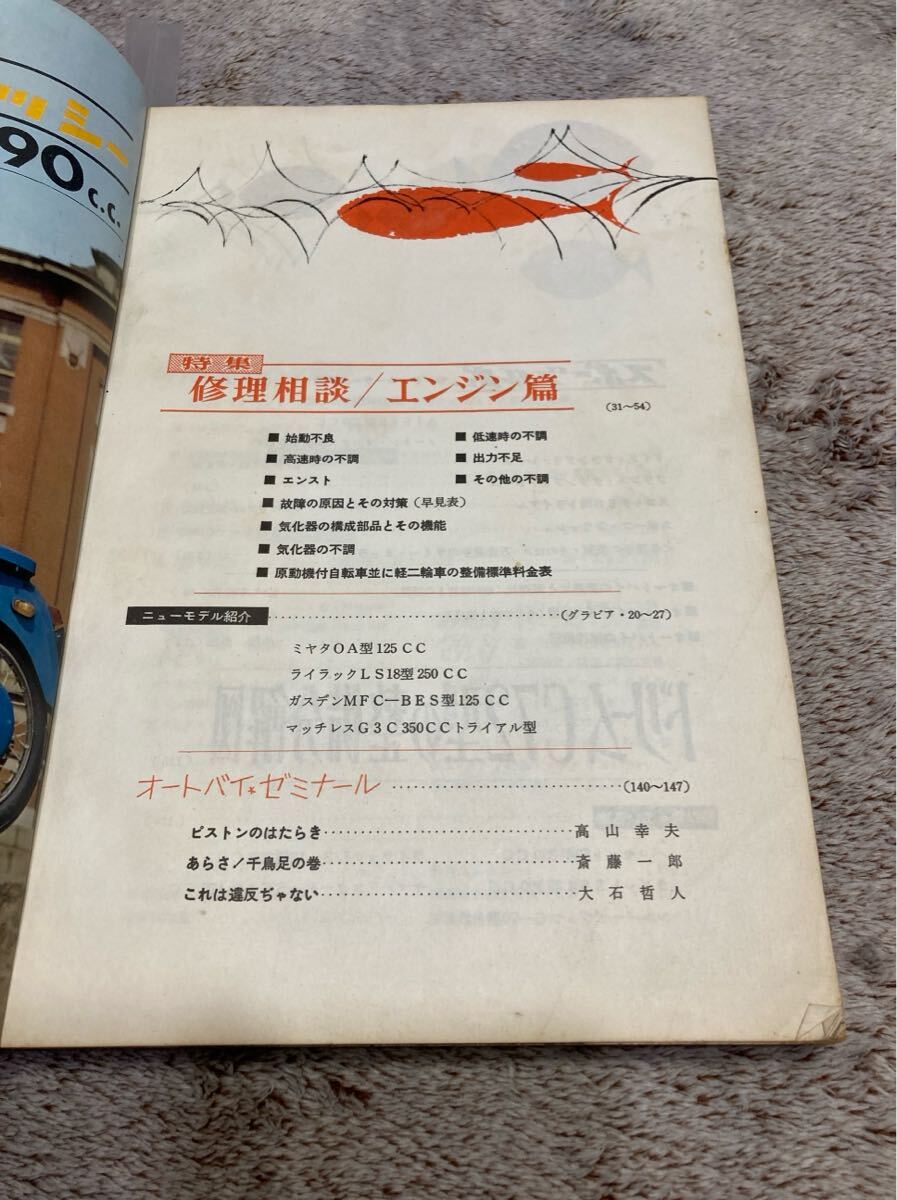 ッシー
90c.c.
特集
修理相談/エンジン篇
(31〜54)
■ 始動不良 ■ 低速時の不調
■ 高速時の不調 ■ 出力不足
■ エンスト ■ その他の不調
■ 故障の原因とその対策(早見表)
■ 気化器の構成部品とその機能
■ 気化器の不調
■ 原動機付自転車並に軽二輪車の整備標準料金表
ニューモデル紹介……………………………(グラビア・20〜27)
ミヤタOA型125CC
ライラックLS18型250CC
ガスデンMFC—BES型125CC
マッチレスG3C350CCトライアル型
オートバイ★ゼミナール……………………………(140〜147)
ピストンのはたらき……………………………高山幸夫
あらさ/千鳥足の巻……………………………斎藤一郎
これは違反ぢゃない……………………………大石哲人